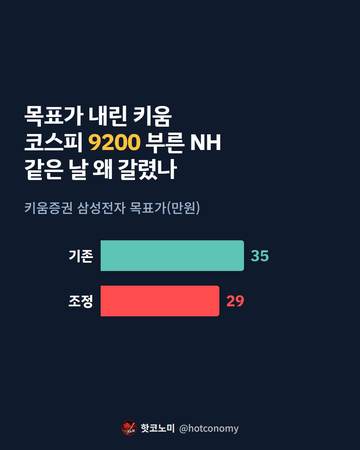 목표가 내린 키움
코스피 9200 부른 NH
같은 날 왜 갈렸나
키움증권 삼성전자 목표가(만원)
기존 35
조정 29
핫코노미 @hotconomy